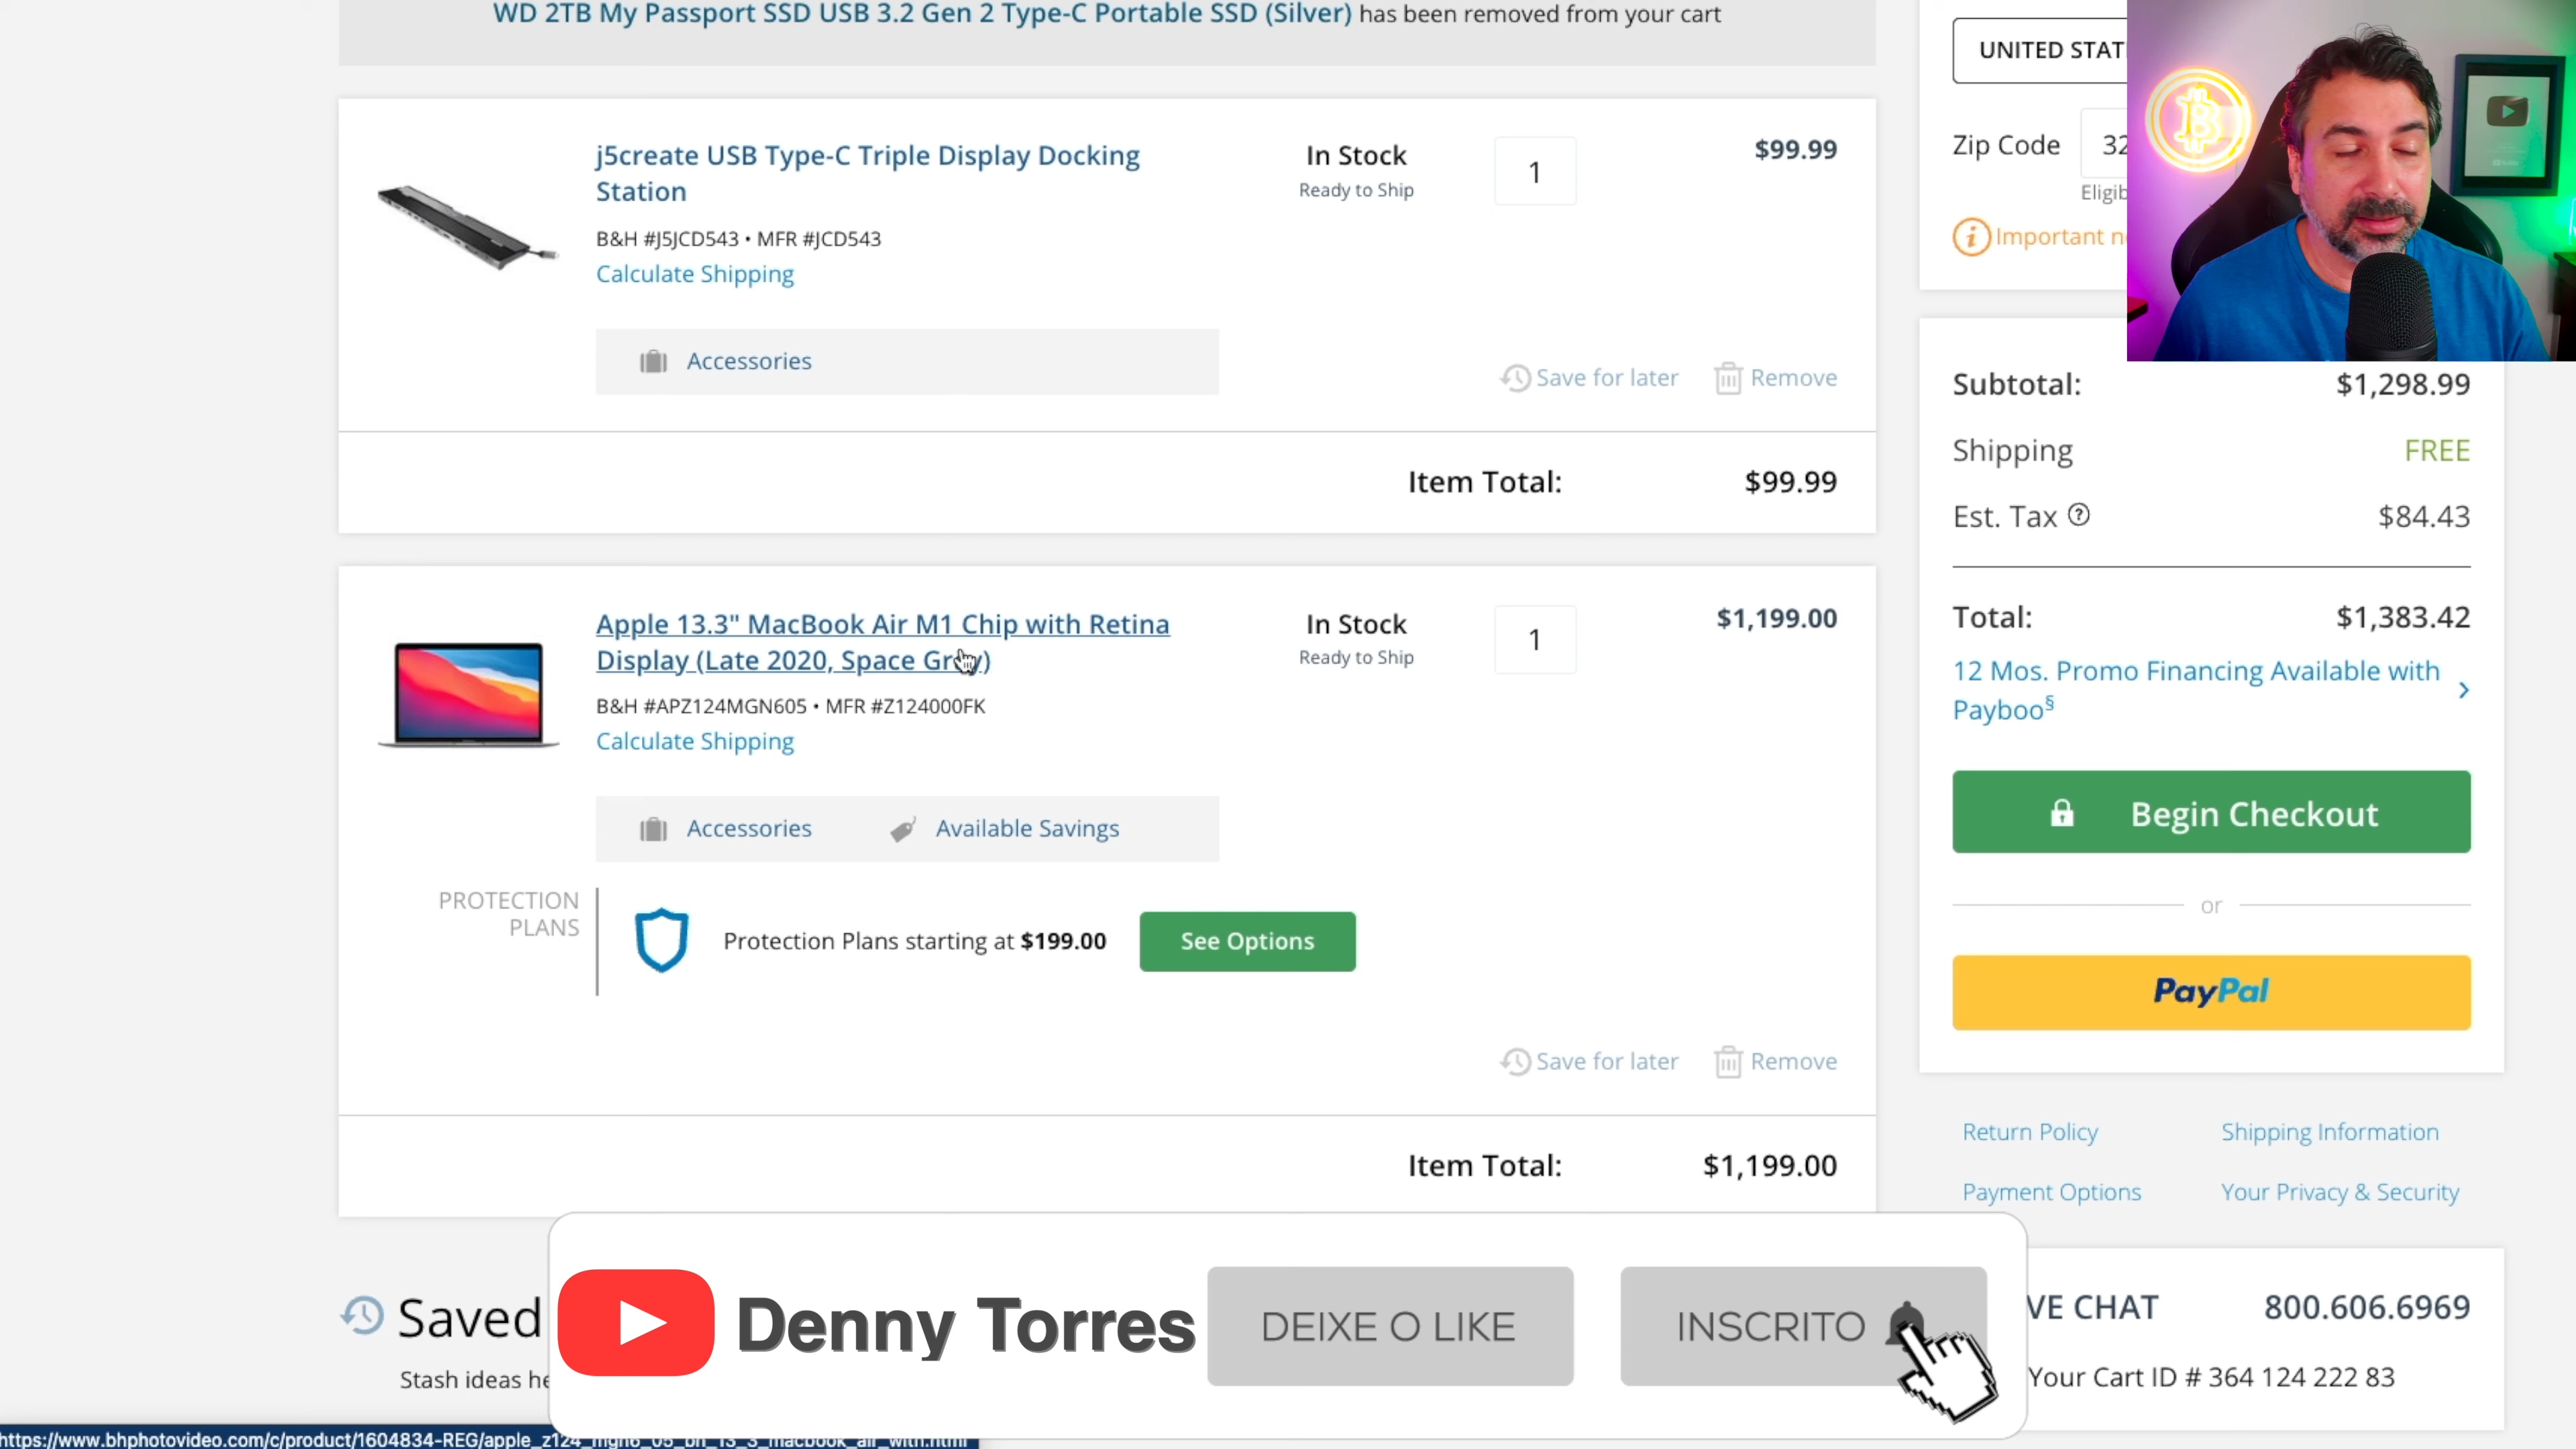 WD 2TB My Passport SSD USB 3.2 Gen 2 Type-C Portable SSD (Silver) has been removed from your cart
j5create USB Type-C Triple Display Docking
Station
B&H #J5JCD543 • MFR #JCD543
Calculate Shipping
In Stock
Ready to Ship
1
$99.99
Accessories
Save for later
Remove
Item Total: $99.99
Apple 13.3" MacBook Air M1 Chip with Retina
Display (Late 2020, Space Gray)
B&H #APZ124MGN605 • MFR #Z124000FK
Calculate Shipping
In Stock
Ready to Ship
1
$1,199.00
Accessories
Available Savings
PROTECTION
PLANS
Protection Plans starting at $199.00
See Options
Save for later
Remove
Item Total: $1,199.00
Saved
Stash ideas
UNITED STAT
Zip Code 32
Eligib
Important
Subtotal: $1,298.99
Shipping FREE
Est. Tax ? $84.43
Total: $1,383.42
12 Mos. Promo Financing Available with
Payboo§
Begin Checkout
or
PayPal
Return Policy
Shipping Information
Payment Options
Your Privacy & Security
VE CHAT 800.606.6969
Your Cart ID # 364 124 222 83
Denny Torres
DEIXE O LIKE
INSCRITO
https://www.bhphotovideo.com/c/product/1604834-REG/apple_z124_mgn6_05_bh_13_3_macbook_air_with.html